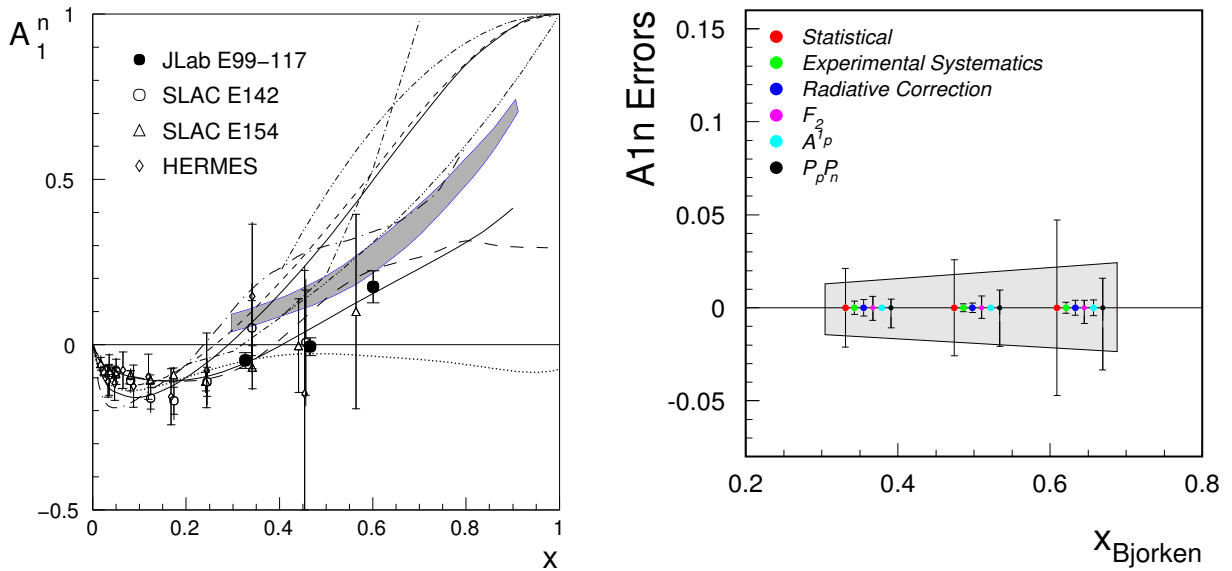 A₁ⁿ
1
0.5
0
−0.5
JLab E99−117
SLAC E142
SLAC E154
HERMES
0 0.2 0.4 0.6 0.8 1
x
A1n Errors
0.15
0.1
0.05
0
-0.05
Statistical
Experimental Systematics
Radiative Correction
F₂
A¹ᵖ
PₚPₙ
0.2 0.4 0.6 0.8
x_Bjorken